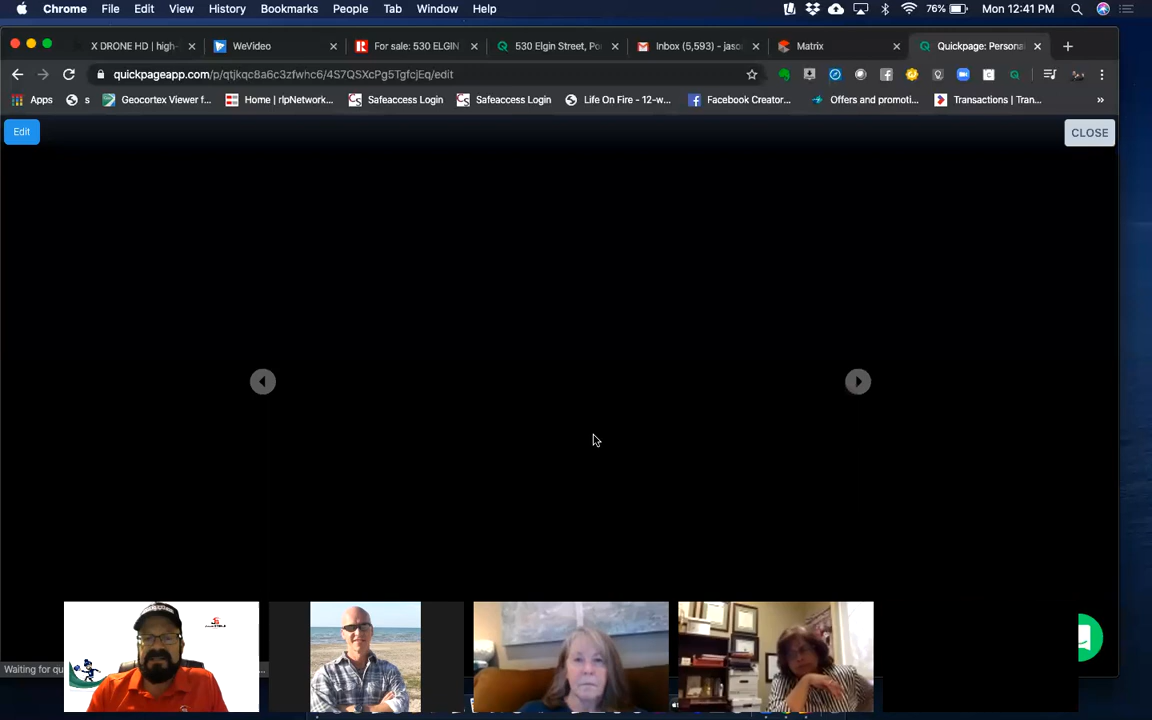 Chrome File Edit View History Bookmarks People Tab Window Help 76% Mon 12:41 PM
X DRONE HD | high- WeVideo For sale: 530 ELGIN 530 Elgin Street, Po Inbox (5,593) - jaso Matrix Quickpage: Persona
quickpageapp.com/p/qtjkqc8a6c3zfwhc6/4S7QSXcPg5TgfcjEq/edit
Apps s Geocortex Viewer f... Home | rlpNetwork... Safeaccess Login Safeaccess Login Life On Fire - 12-w... Facebook Creator... Offers and promoti... Transactions | Tran... »
Edit CLOSE
Waiting for qu ...